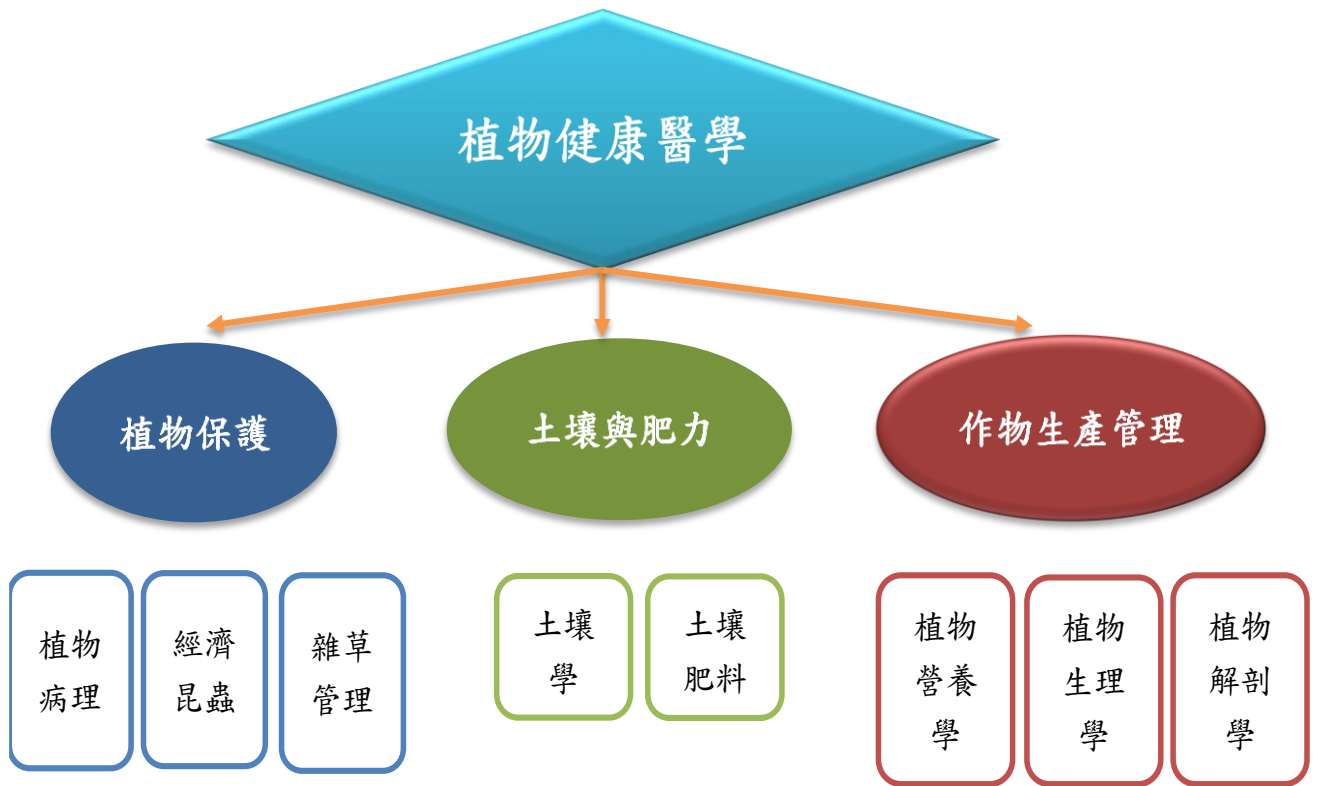 植物健康醫學
植物保護
土壤與肥力
作物生產管理
植物
病理
經濟
昆蟲
雜草
管理
土壤
學
土壤
肥料
植物
營養
學
植物
生理
學
植物
解剖
學